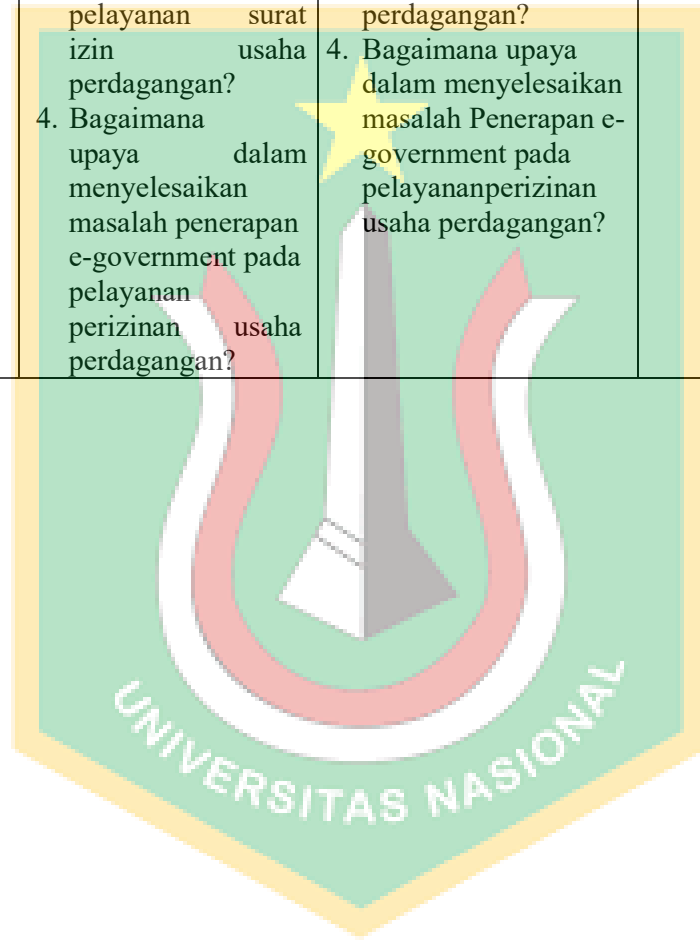 pelayanan surat
izin usaha
perdagangan?
4. Bagaimana
upaya dalam
menyelesaikan
masalah penerapan
e-government pada
pelayanan
perizinan usaha
perdagangan?
perdagangan?
4. Bagaimana upaya
dalam menyelesaikan
masalah Penerapan e-
government pada
pelayananperizinan
usaha perdagangan?
UNIVERSITAS NASIONAL